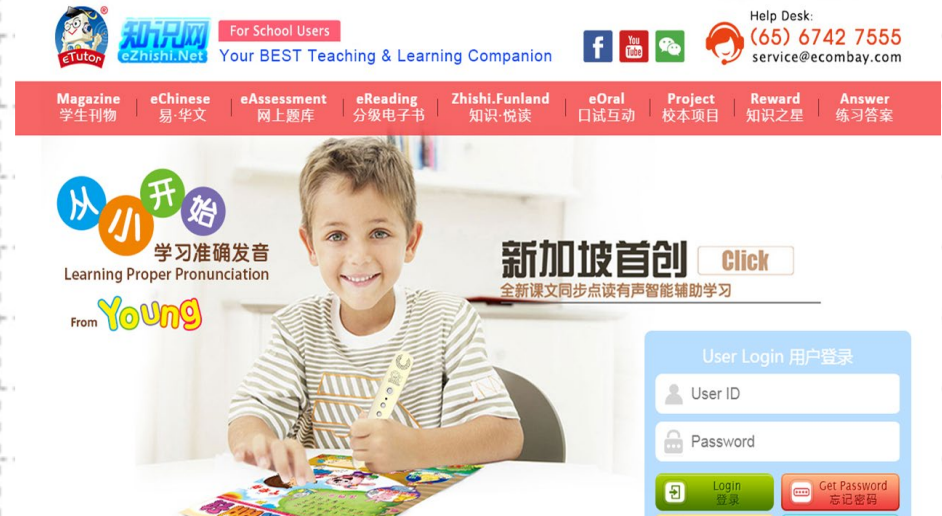 eTutor
®
知识网
eZhishi.Net
For School Users
Your BEST Teaching & Learning Companion
You
Tube
Help Desk:
(65) 6742 7555
service@ecombay.com
Magazine
学生刊物
eChinese
易·华文
eAssessment
网上题库
eReading
分级电子书
Zhishi.Funland
知识·悦读
eOral
口试互动
Project
校本项目
Reward
知识之星
Answer
练习答案
从小开始
学习准确发音
Learning Proper Pronunciation
From Young
新加坡首创
Click
全新课文同步点读有声智能辅助学习
User Login 用户登录
User ID
Password
Login
登录
Get Password
忘记密码